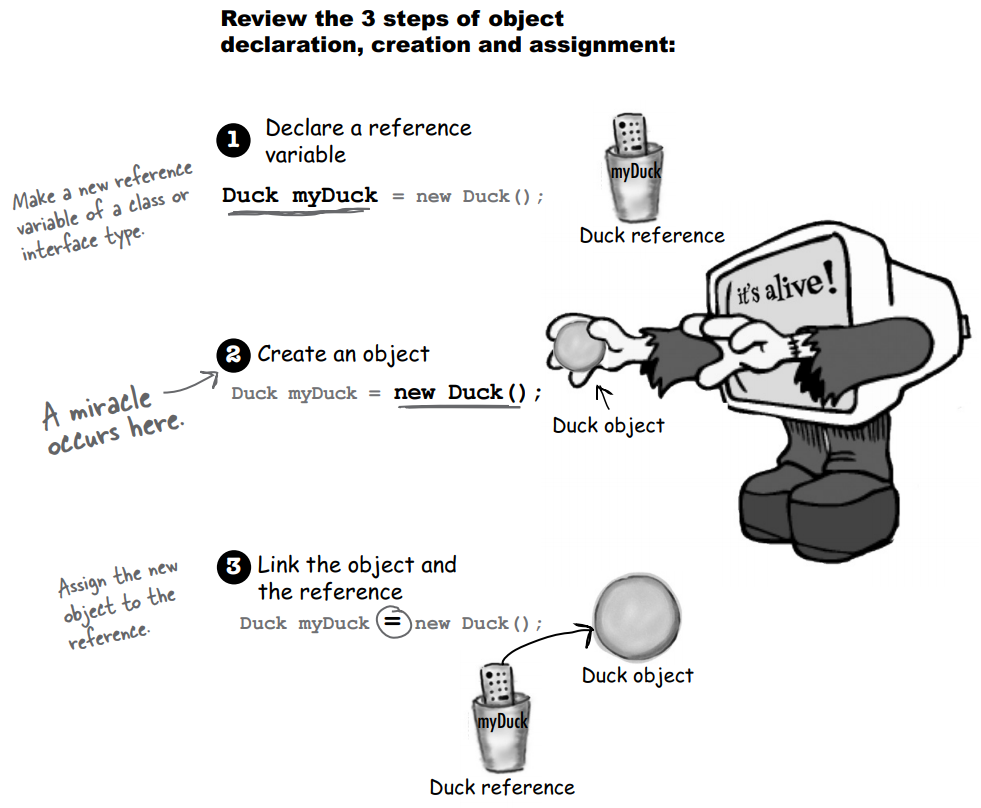 Review the 3 steps of object
declaration, creation and assignment:
1 Declare a reference
variable
Make a new reference
variable of a class or
interface type.
Duck myDuck = new Duck();
myDuck
Duck reference
it's alive!
2 Create an object
Duck myDuck = new Duck();
A miracle
occurs here.
Duck object
3 Link the object and
the reference
Assign the new
object to the
reference.
Duck myDuck = new Duck();
Duck object
myDuck
Duck reference